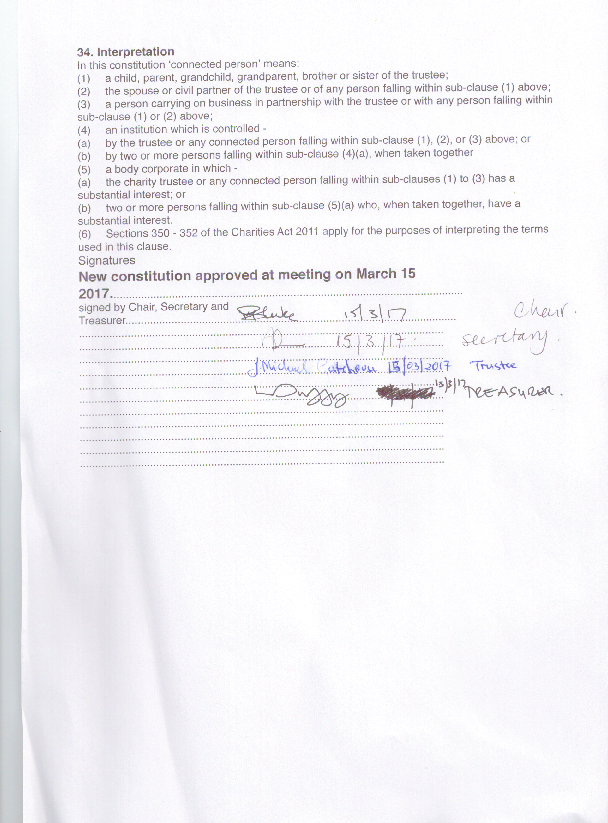 34. Interpretation
In this constitution 'connected person' means:
(1) a child, parent, grandchild, grandparent, brother or sister of the trustee;
(2) the spouse or civil partner of the trustee or of any person falling within sub-clause (1) above;
(3) a person carrying on business in partnership with the trustee or with any person falling within
sub-clause (1) or (2) above;
(4) an institution which is controlled -
(a) by the trustee or any connected person falling within sub-clause (1), (2), or (3) above; or
(b) by two or more persons falling within sub-clause (4)(a), when taken together
(5) a body corporate in which -
(a) the charity trustee or any connected person falling within sub-clauses (1) to (3) has a
substantial interest; or
(b) two or more persons falling within sub-clause (5)(a) who, when taken together, have a
substantial interest.
(6) Sections 350 - 352 of the Charities Act 2011 apply for the purposes of interpreting the terms
used in this clause.
Signatures
New constitution approved at meeting on March 15
2017.
signed by Chair, Secretary and 15/3/17 Chair.
Treasurer
15/3/17 Secretary.
J Michael 15/03/2017 Trustee
15/3/17 TREASURER.